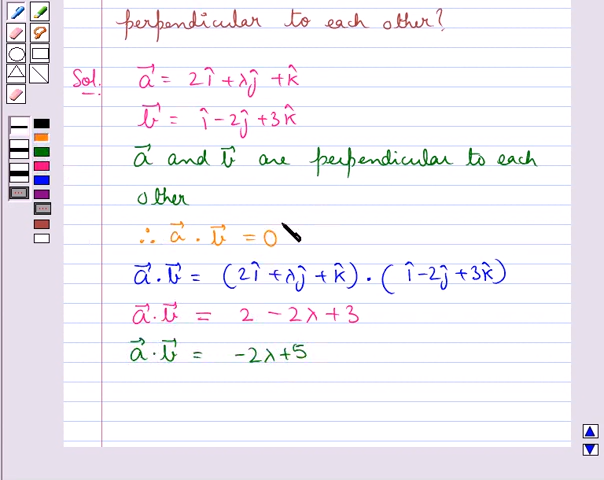 perpendicular to each other?
Sol. a⃗ = 2î + λĵ + k̂
b⃗ = î - 2ĵ + 3k̂
a⃗ and b⃗ are perpendicular to each
other
∴ a⃗ · b⃗ = 0
a⃗ · b⃗ = (2î + λĵ + k̂) · (î - 2ĵ + 3k̂)
a⃗ · b⃗ = 2 - 2λ + 3
a⃗ · b⃗ = -2λ + 5